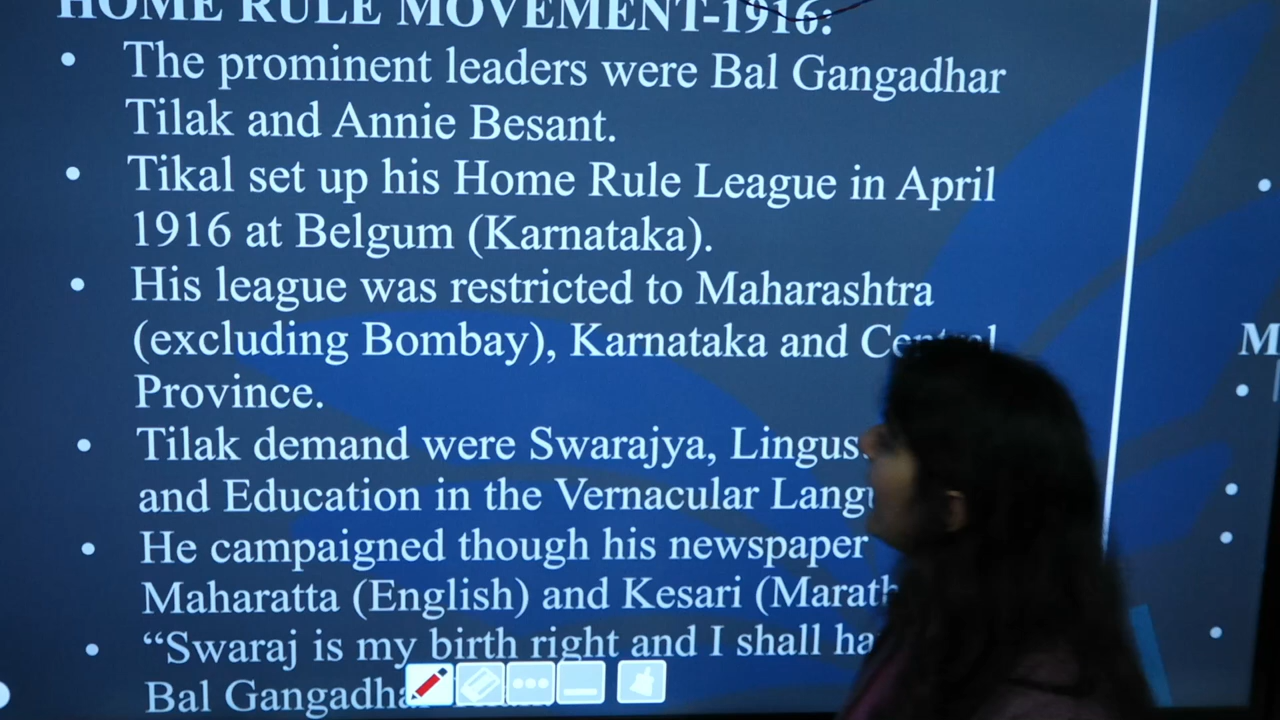 HOME RULE MOVEMENT-1916:
• The prominent leaders were Bal Gangadhar
Tilak and Annie Besant.
• Tikal set up his Home Rule League in April
1916 at Belgum (Karnataka).
• His league was restricted to Maharashtra
(excluding Bombay), Karnataka and Central
Province.
• Tilak demand were Swarajya,
and Education in the Vernacular
• He campaigned though his newspaper
Maharatta (English) and Kesari
• “Swaraj is my birth right and I shall
Bal
M